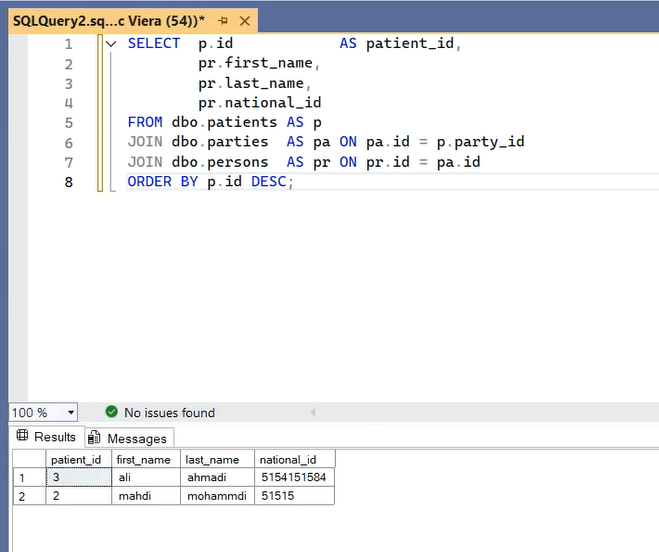 SQLQuery2.sq...c Viera (54))*
1 SELECT p.id AS patient_id,
2 pr.first_name,
3 pr.last_name,
4 pr.national_id
5 FROM dbo.patients AS p
6 JOIN dbo.parties AS pa ON pa.id = p.party_id
7 JOIN dbo.persons AS pr ON pr.id = pa.id
8 ORDER BY p.id DESC;
100 % No issues found
Results Messages
patient_id first_name last_name national_id
1 3 ali ahmadi 5154151584
2 2 mahdi mohammdi 51515